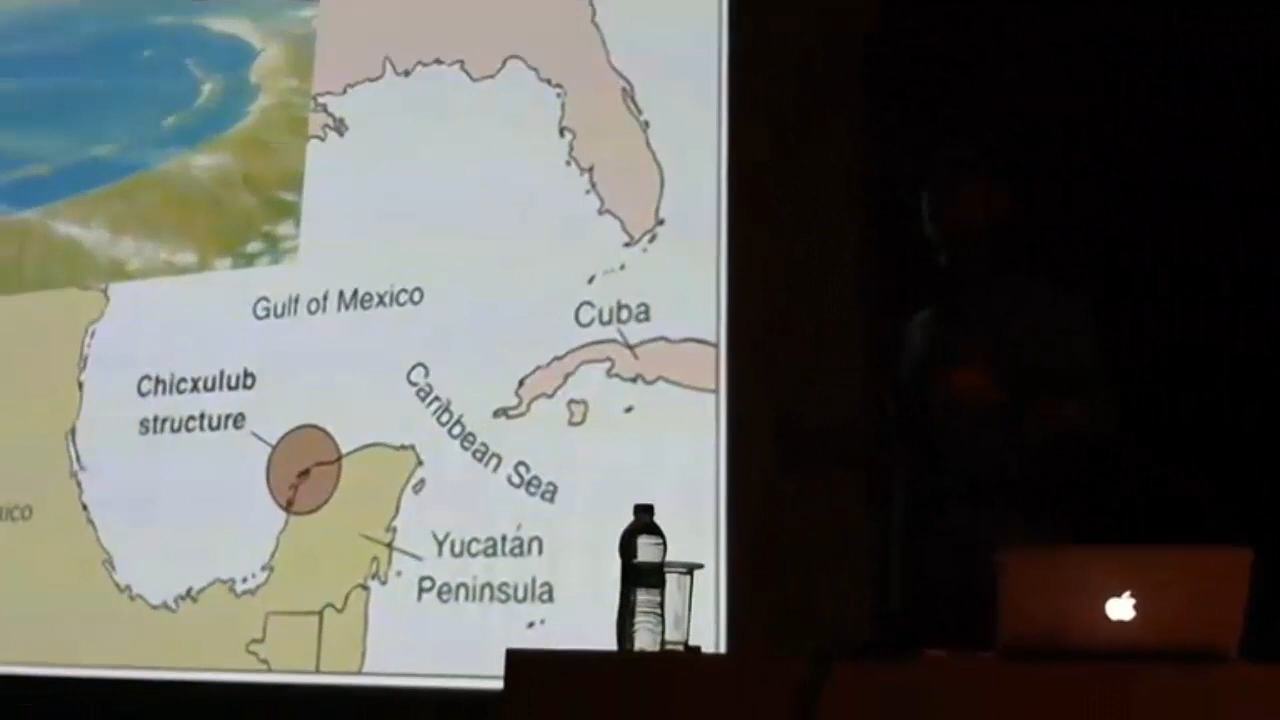 Gulf of Mexico
Cuba
Chicxulub
structure
Caribbean Sea
Yucatán
Peninsula